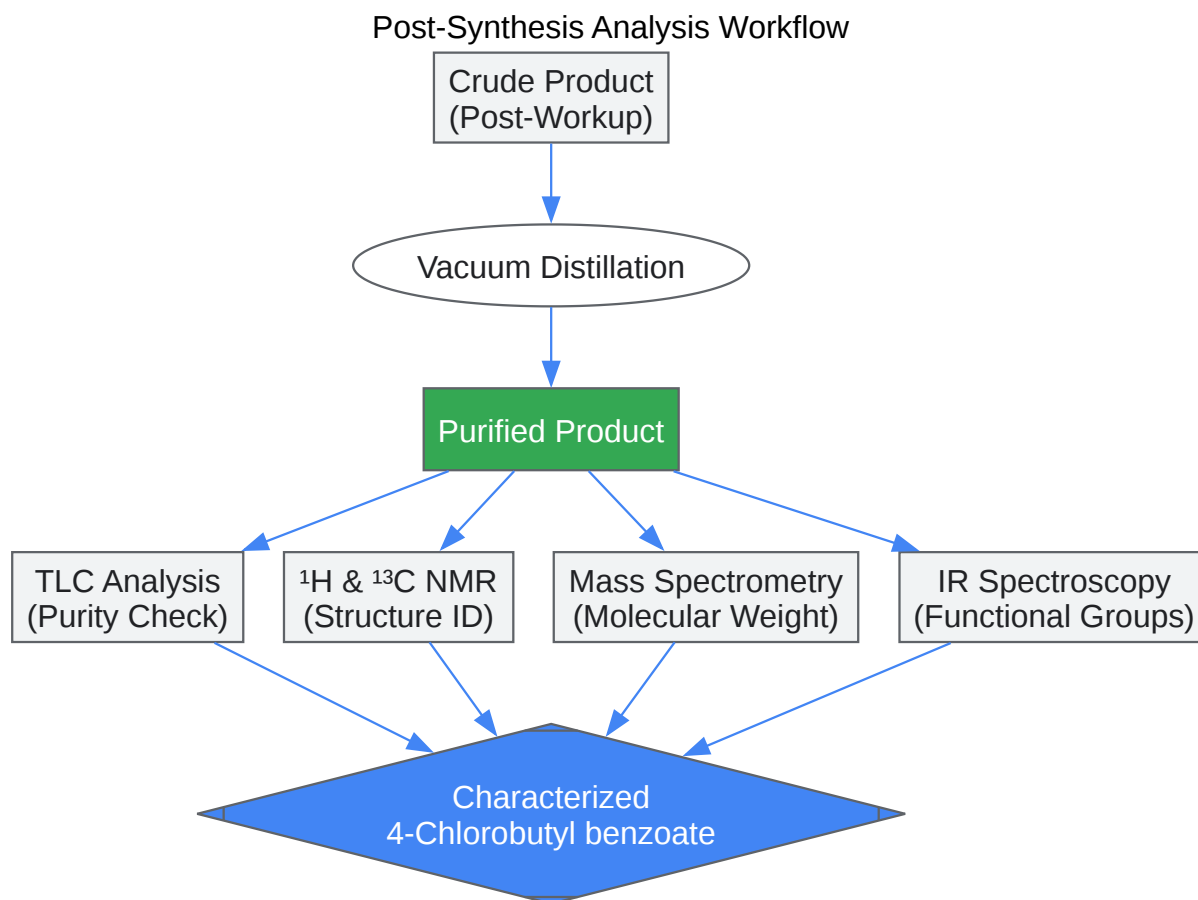 Post-Synthesis Analysis Workflow
Crude Product
(Post-Workup)
Vacuum Distillation
Purified Product
TLC Analysis
(Purity Check)
¹H & ¹³C NMR
(Structure ID)
Mass Spectrometry
(Molecular Weight)
IR Spectroscopy
(Functional Groups)
Characterized
4-Chlorobutyl benzoate